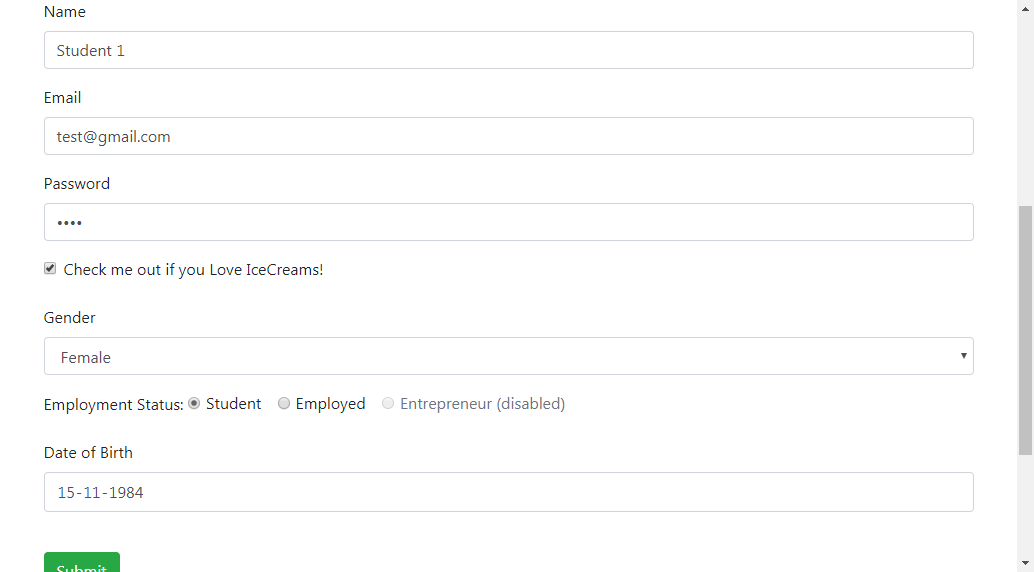 Name
Student 1
Email
test@gmail.com
Password
••••
Check me out if you Love IceCreams!
Gender
Female
Employment Status: Student Employed Entrepreneur (disabled)
Date of Birth
15-11-1984
Submit